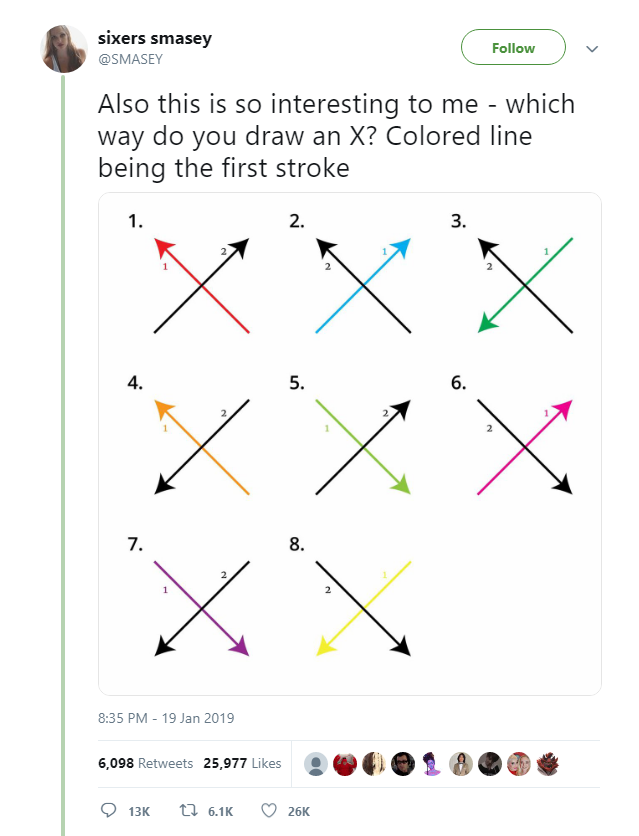 sixers smasey
@SMASEY
Follow
Also this is so interesting to me - which
way do you draw an X? Colored line
being the first stroke
1. 2. 3.
1 2 2 1 2 1
4. 5. 6.
1 2 1 2 2 1
7. 8.
1 2 2 1
8:35 PM - 19 Jan 2019
6,098 Retweets 25,977 Likes
13K 6.1K 26K